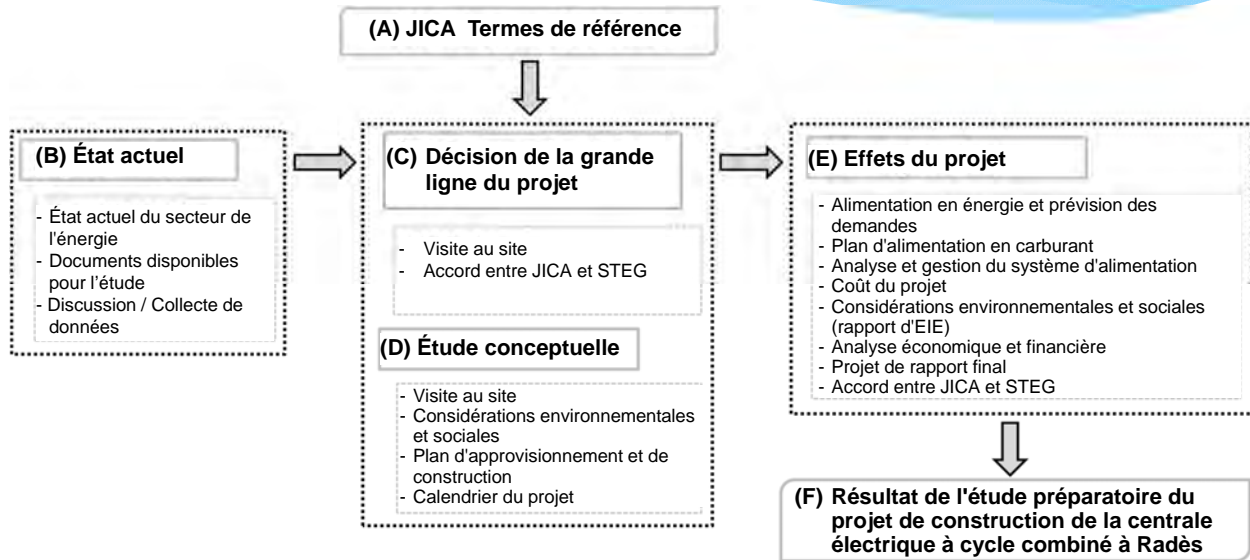 (A) JICA Termes de référence
(B) État actuel
- État actuel du secteur de
l'énergie
- Documents disponibles
pour l'étude
- Discussion / Collecte de
données
(C) Décision de la grande
ligne du projet
- Visite au site
- Accord entre JICA et STEG
(D) Étude conceptuelle
- Visite au site
- Considérations environnementales
et sociales
- Plan d'approvisionnement et de
construction
- Calendrier du projet
(E) Effets du projet
- Alimentation en énergie et prévision des
demandes
- Plan d'alimentation en carburant
- Analyse et gestion du système d'alimentation
- Coût du projet
- Considérations environnementales et sociales
(rapport d'EIE)
- Analyse économique et financière
- Projet de rapport final
- Accord entre JICA et STEG
(F) Résultat de l'étude préparatoire du
projet de construction de la centrale
électrique à cycle combiné à Radès